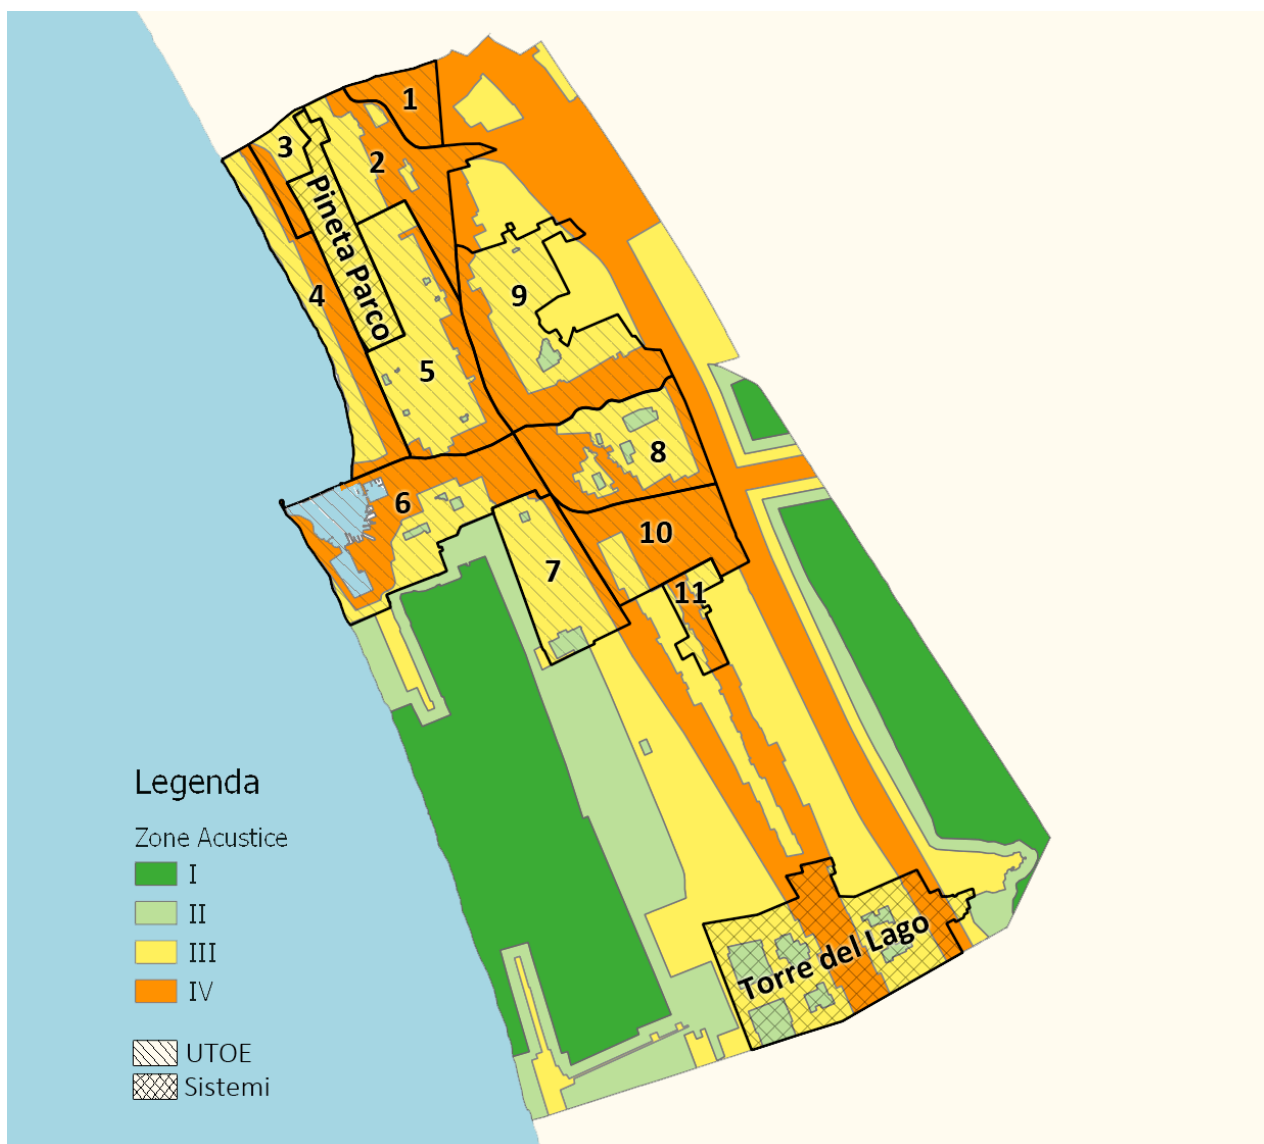 1
2
3
Pineta Parco
4
9
5
8
6
10
7
11
Legenda
Zone Acustice
I
II
III
IV
UTOE
Sistemi
Torre del Lago